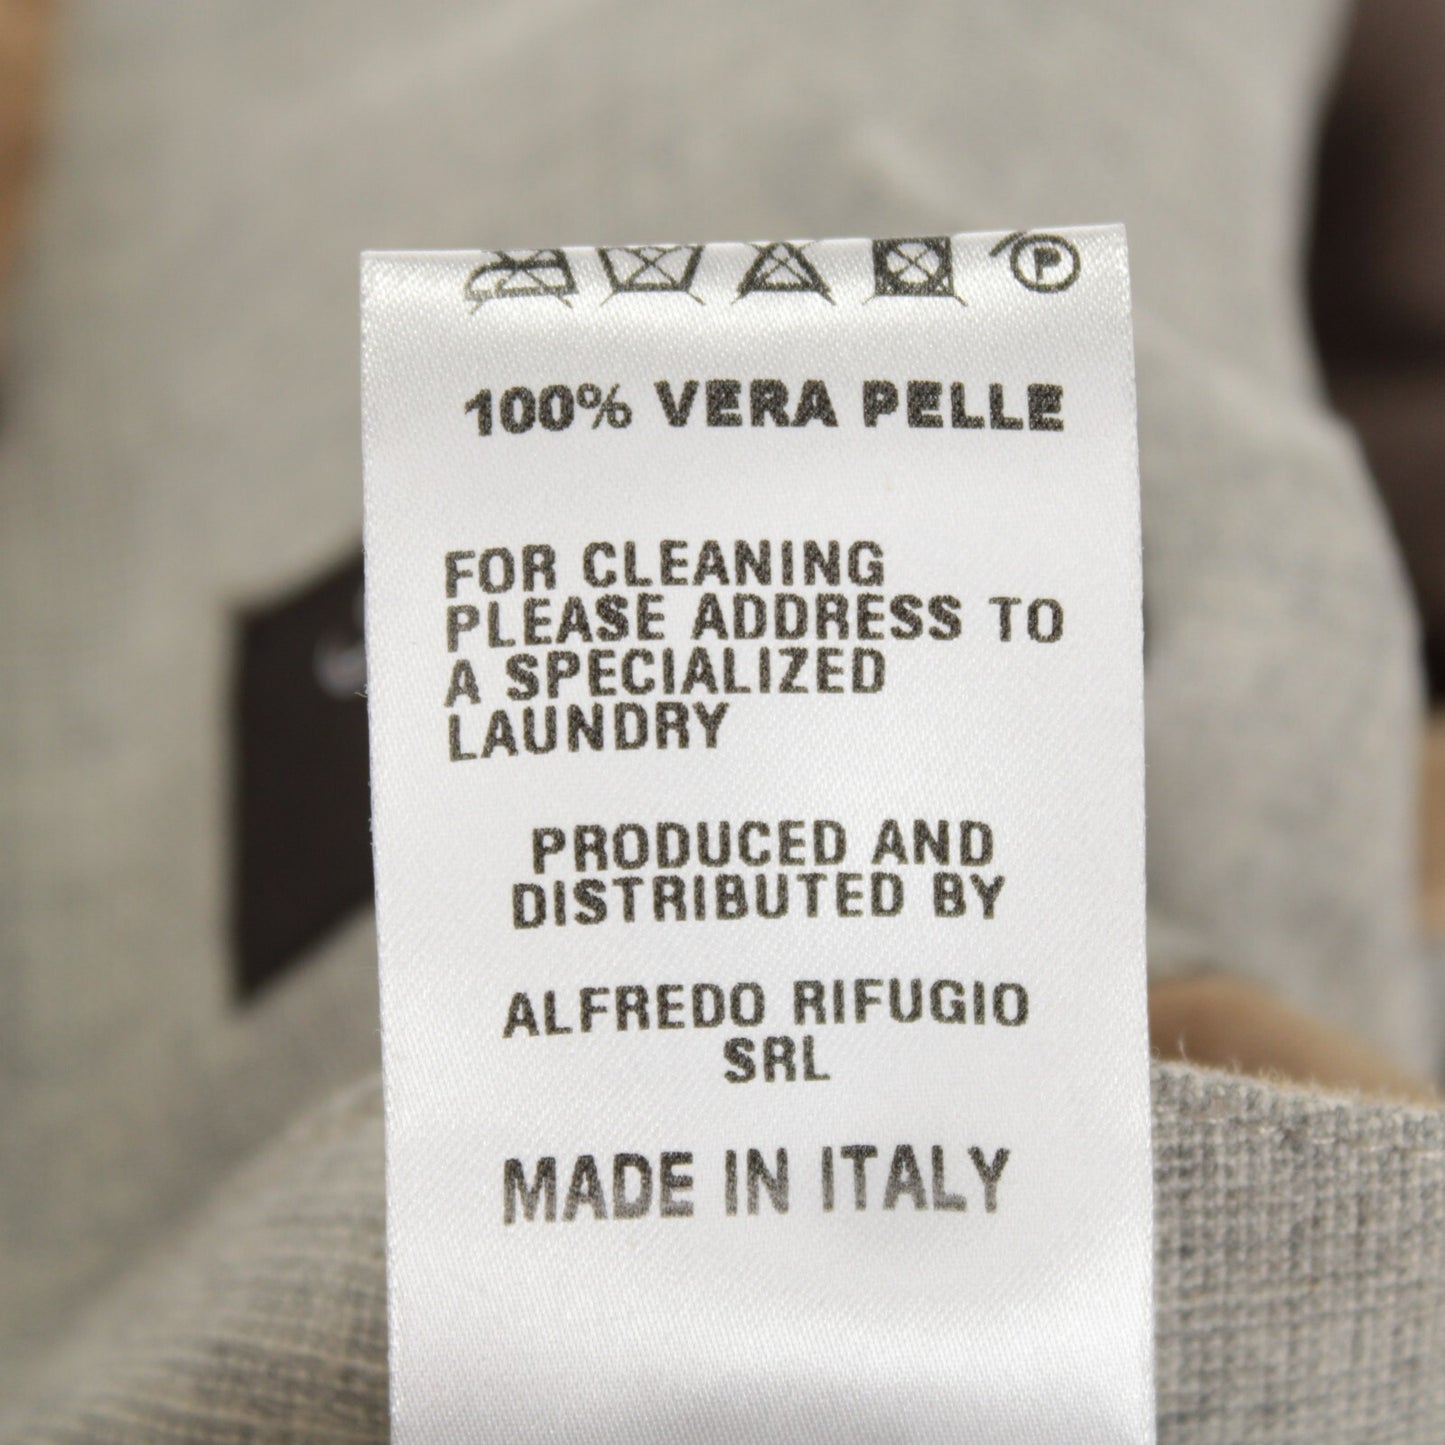 P
100% VERA PELLE
FOR CLEANING
PLEASE ADDRESS TO
A SPECIALIZED
LAUNDRY
PRODUCED AND
DISTRIBUTED BY
ALFREDO RIFUGIO
SRL
MADE IN ITALY